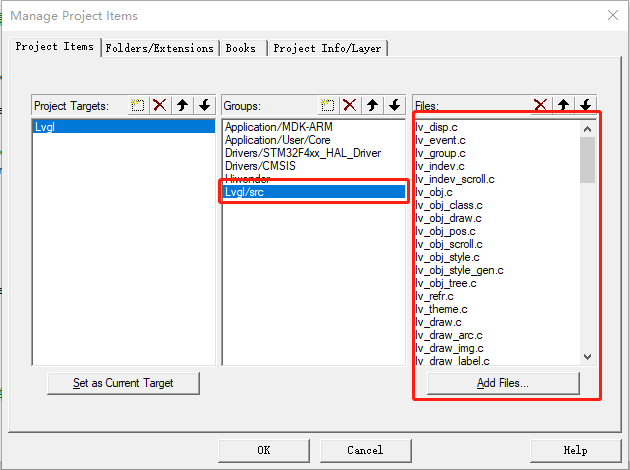 Manage Project Items
Project Items Folders/Extensions Books Project Info/Layer
Project Targets: Groups: Files:
Lvgl
Application/MDK-ARM
Application/User/Core
Drivers/STM32F4xx_HAL_Driver
Drivers/CMSIS
Hiwonder
Lvgl/src
lv_disp.c
lv_event.c
lv_group.c
lv_indev.c
lv_indev_scroll.c
lv_obj.c
lv_obj_class.c
lv_obj_draw.c
lv_obj_pos.c
lv_obj_scroll.c
lv_obj_style.c
lv_obj_style_gen.c
lv_obj_tree.c
lv_refr.c
lv_theme.c
lv_draw.c
lv_draw_arc.c
lv_draw_img.c
lv_draw_label.c
Set as Current Target
Add Files...
OK Cancel Help